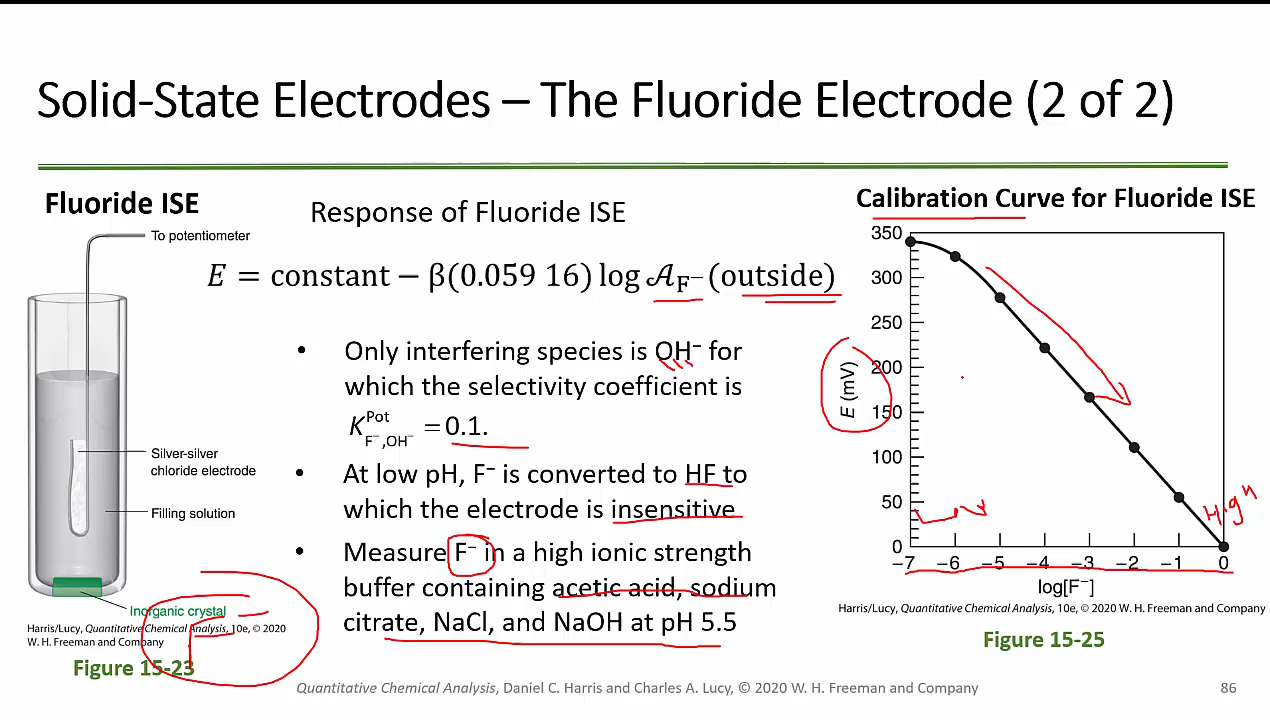 Solid-State Electrodes – The Fluoride Electrode (2 of 2)
Fluoride ISE
To potentiometer
Silver-silver
chloride electrode
Filling solution
Inorganic crystal
Harris/Lucy, Quantitative Chemical Analysis, 10e, © 2020
W. H. Freeman and Company
Figure 15-23
F⁻
Response of Fluoride ISE
E = constant − β(0.059 16) log 𝒜F⁻(outside)
• Only interfering species is OH⁻ for
which the selectivity coefficient is
K^Pot_F⁻,OH⁻ = 0.1.
• At low pH, F⁻ is converted to HF to
which the electrode is insensitive
• Measure F⁻ in a high ionic strength
buffer containing acetic acid, sodium
citrate, NaCl, and NaOH at pH 5.5
Calibration Curve for Fluoride ISE
350
300
250
200
150
100
50
0
E (mV)
High
−7 −6 −5 −4 −3 −2 −1 0
log[F⁻]
Harris/Lucy, Quantitative Chemical Analysis, 10e, © 2020 W. H. Freeman and Company
Figure 15-25
Quantitative Chemical Analysis, Daniel C. Harris and Charles A. Lucy, © 2020 W. H. Freeman and Company
86